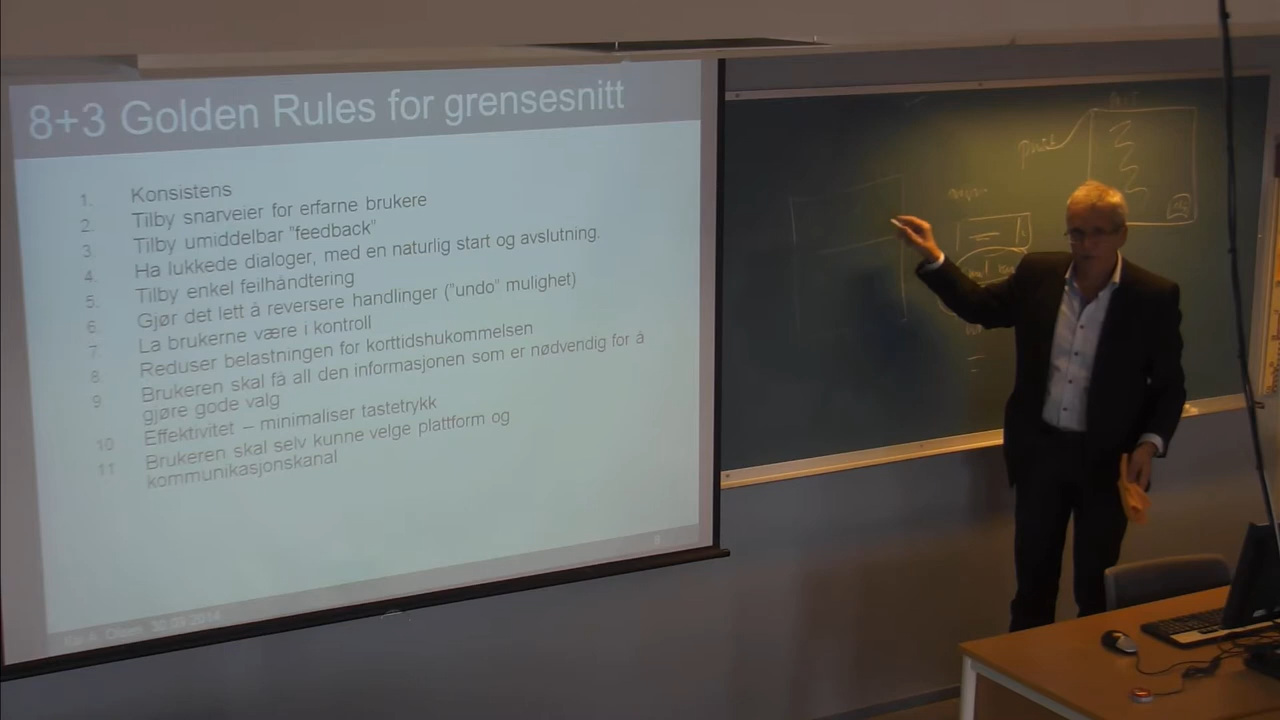 8+3 Golden Rules for grensesnitt
1. Konsistens
2. Tilby snarveier for erfarne brukere
3. Tilby umiddelbar "feedback"
4. Ha lukkede dialoger, med en naturlig start og avslutning.
5. Tilby enkel feilhåndtering
6. Gjør det lett å reversere handlinger ("undo" mulighet)
7. La brukerne være i kontroll
8. Reduser belastningen for korttidshukommelsen
9. Brukeren skal få all den informasjonen som er nødvendig for å
gjøre gode valg
10 Effektivitet – minimaliser tastetrykk
11 Brukeren skal selv kunne velge plattform og
kommunikasjonskanal
30.09.2014